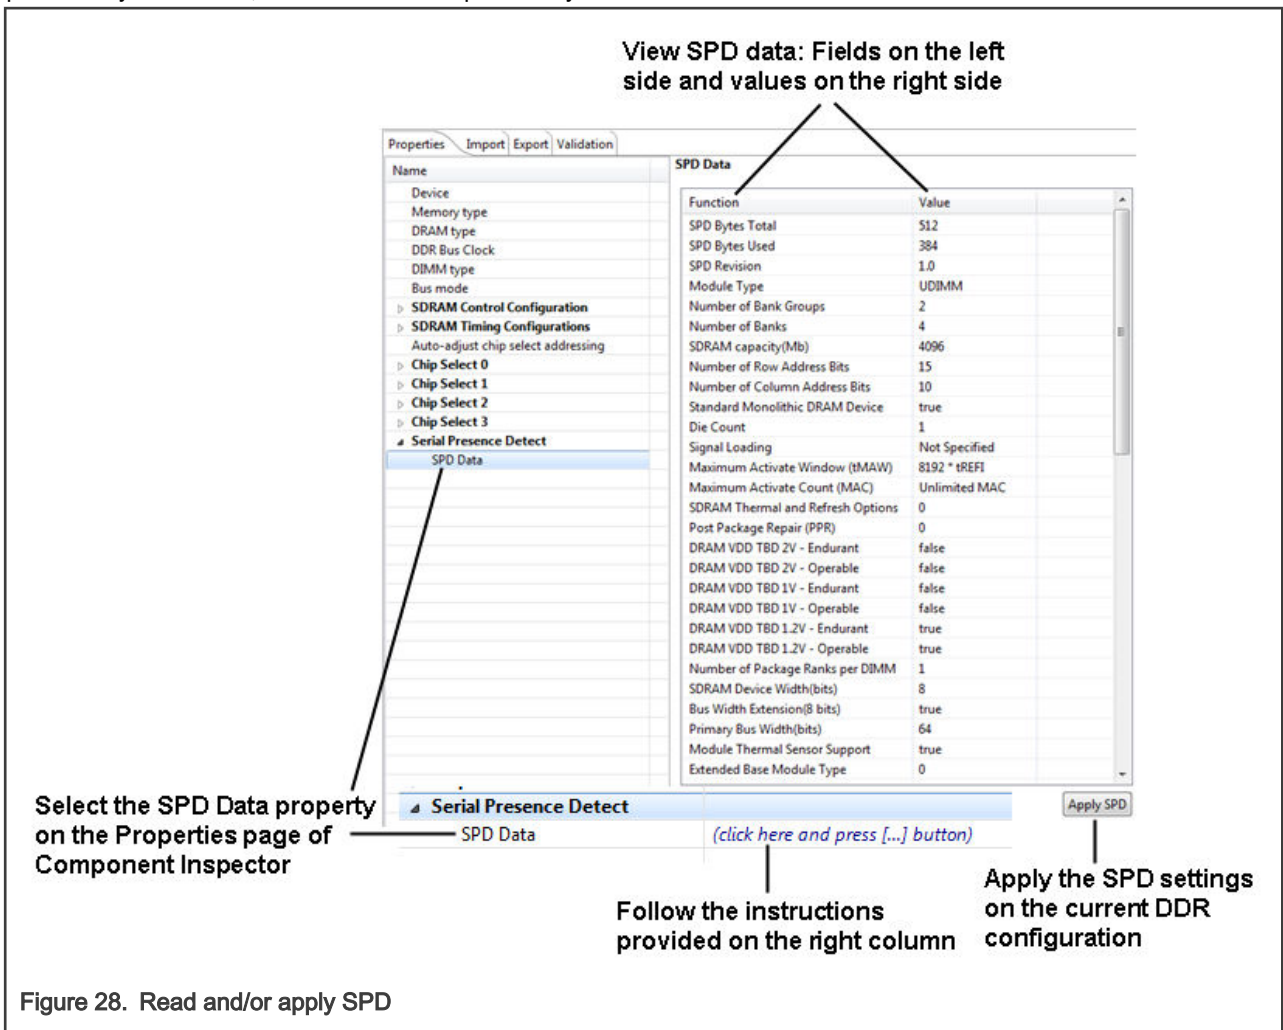 View SPD data: Fields on the left
side and values on the right side
Properties Import Export Validation
Name
Device
Memory type
DRAM type
DDR Bus Clock
DIMM type
Bus mode
SDRAM Control Configuration
SDRAM Timing Configurations
Auto-adjust chip select addressing
Chip Select 0
Chip Select 1
Chip Select 2
Chip Select 3
Serial Presence Detect
SPD Data
SPD Data
Function Value
SPD Bytes Total 512
SPD Bytes Used 384
SPD Revision 1.0
Module Type UDIMM
Number of Bank Groups 2
Number of Banks 4
SDRAM capacity(Mb) 4096
Number of Row Address Bits 15
Number of Column Address Bits 10
Standard Monolithic DRAM Device true
Die Count 1
Signal Loading Not Specified
Maximum Activate Window (tMAW) 8192 * tREFI
Maximum Activate Count (MAC) Unlimited MAC
SDRAM Thermal and Refresh Options 0
Post Package Repair (PPR) 0
DRAM VDD TBD 2V - Endurant false
DRAM VDD TBD 2V - Operable false
DRAM VDD TBD 1V - Endurant false
DRAM VDD TBD 1V - Operable false
DRAM VDD TBD 1.2V - Endurant true
DRAM VDD TBD 1.2V - Operable true
Number of Package Ranks per DIMM 1
SDRAM Device Width(bits) 8
Bus Width Extension(8 bits) true
Primary Bus Width(bits) 64
Module Thermal Sensor Support true
Extended Base Module Type 0
Select the SPD Data property
on the Properties page of
Component Inspector
Serial Presence Detect
SPD Data (click here and press [...] button)
Apply SPD
Follow the instructions
provided on the right column
Apply the SPD settings
on the current DDR
configuration
Figure 28. Read and/or apply SPD